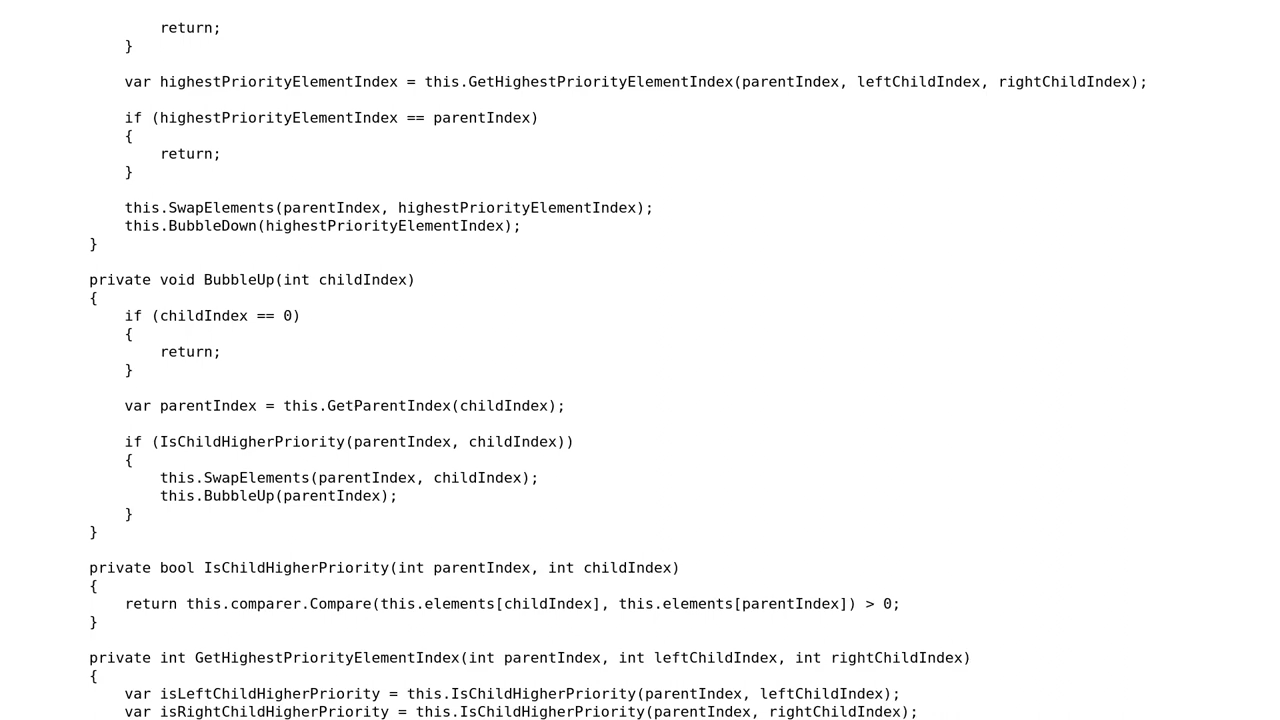 return;
}
var highestPriorityElementIndex = this.GetHighestPriorityElementIndex(parentIndex, leftChildIndex, rightChildIndex);
if (highestPriorityElementIndex == parentIndex)
{
return;
}
this.SwapElements(parentIndex, highestPriorityElementIndex);
this.BubbleDown(highestPriorityElementIndex);
}
private void BubbleUp(int childIndex)
{
if (childIndex == 0)
{
return;
}
var parentIndex = this.GetParentIndex(childIndex);
if (IsChildHigherPriority(parentIndex, childIndex))
{
this.SwapElements(parentIndex, childIndex);
this.BubbleUp(parentIndex);
}
}
private bool IsChildHigherPriority(int parentIndex, int childIndex)
{
return this.comparer.Compare(this.elements[childIndex], this.elements[parentIndex]) > 0;
}
private int GetHighestPriorityElementIndex(int parentIndex, int leftChildIndex, int rightChildIndex)
{
var isLeftChildHigherPriority = this.IsChildHigherPriority(parentIndex, leftChildIndex);
var isRightChildHigherPriority = this.IsChildHigherPriority(parentIndex, rightChildIndex);